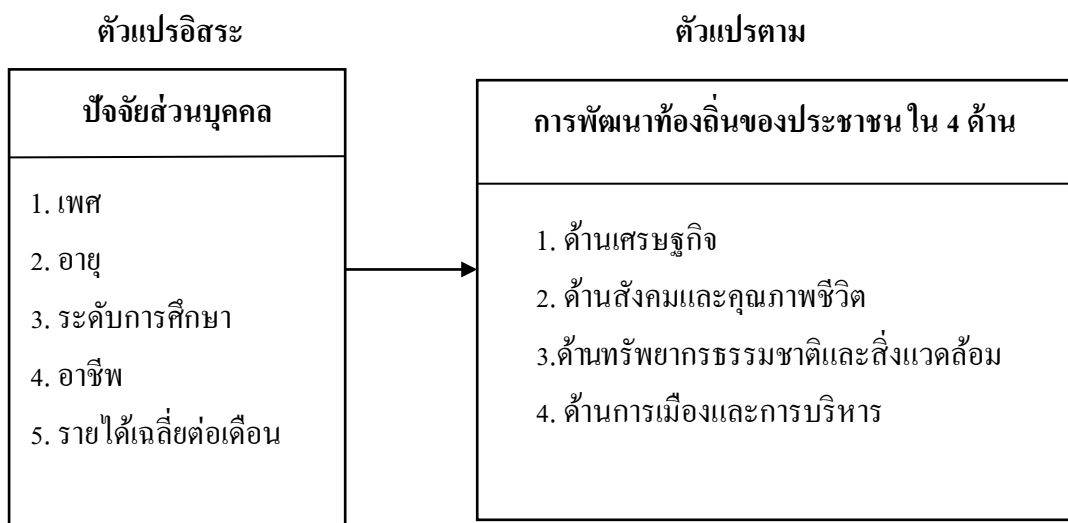 ตัวแปรอิสระ
ตัวแปรตาม
ปัจจัยส่วนบุคคล
1. เพศ
2. อายุ
3. ระดับการศึกษา
4. อาชีพ
5. รายได้เฉลี่ยต่อเดือน
การพัฒนาท้องถิ่นของประชาชน ใน 4 ด้าน
1. ด้านเศรษฐกิจ
2. ด้านสังคมและคุณภาพชีวิต
3.ด้านทรัพยากรธรรมชาติและสิ่งแวดล้อม
4. ด้านการเมืองและการบริหาร